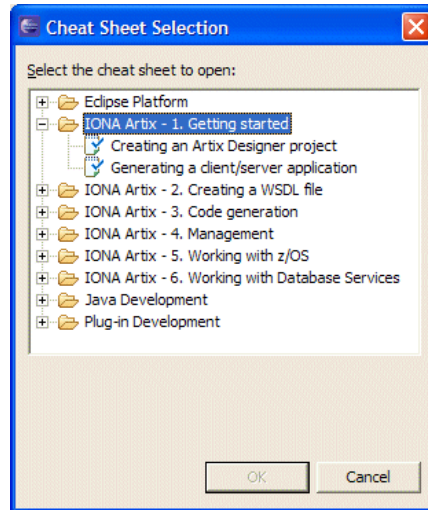 Cheat Sheet Selection
Select the cheat sheet to open:
Eclipse Platform
IONA Artix - 1. Getting started
Creating an Artix Designer project
Generating a client/server application
IONA Artix - 2. Creating a WSDL file
IONA Artix - 3. Code generation
IONA Artix - 4. Management
IONA Artix - 5. Working with z/OS
IONA Artix - 6. Working with Database Services
Java Development
Plug-in Development
OK
Cancel